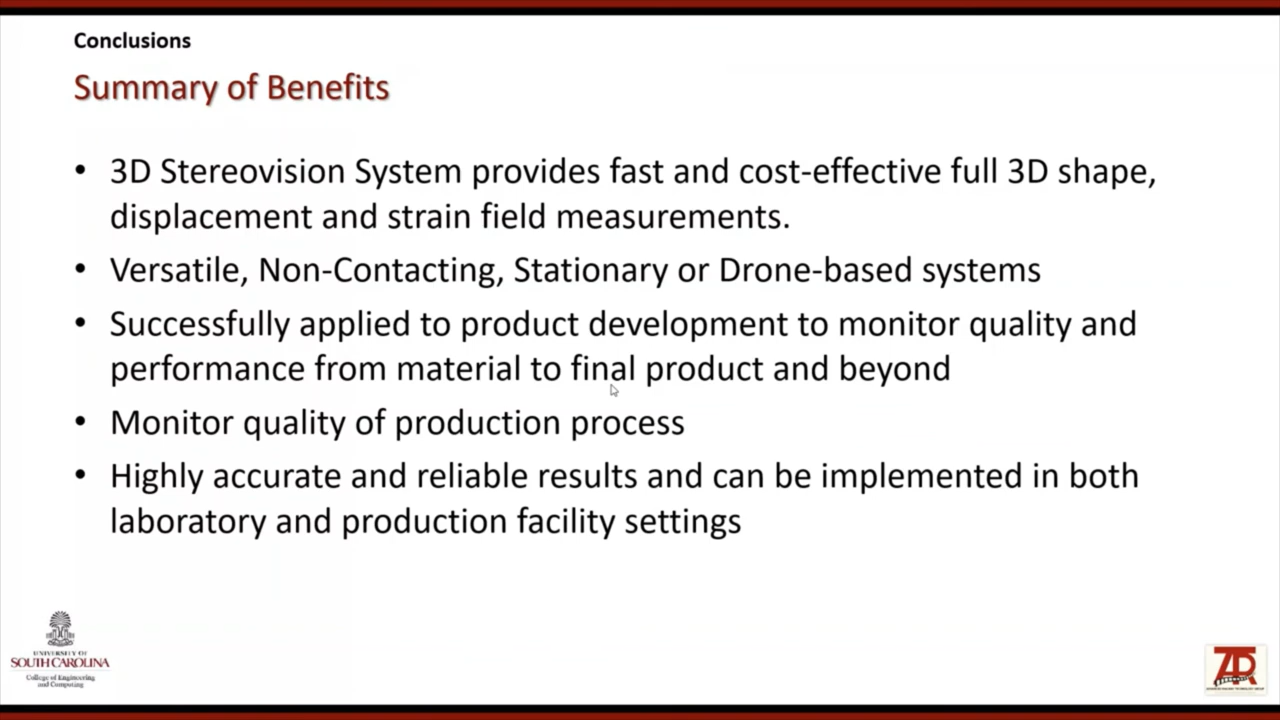 Conclusions
Summary of Benefits
• 3D Stereovision System provides fast and cost-effective full 3D shape,
displacement and strain field measurements.
• Versatile, Non-Contacting, Stationary or Drone-based systems
• Successfully applied to product development to monitor quality and
performance from material to final product and beyond
• Monitor quality of production process
• Highly accurate and reliable results and can be implemented in both
laboratory and production facility settings
UNIVERSITY OF
SOUTH CAROLINA
College of Engineering
and Computing